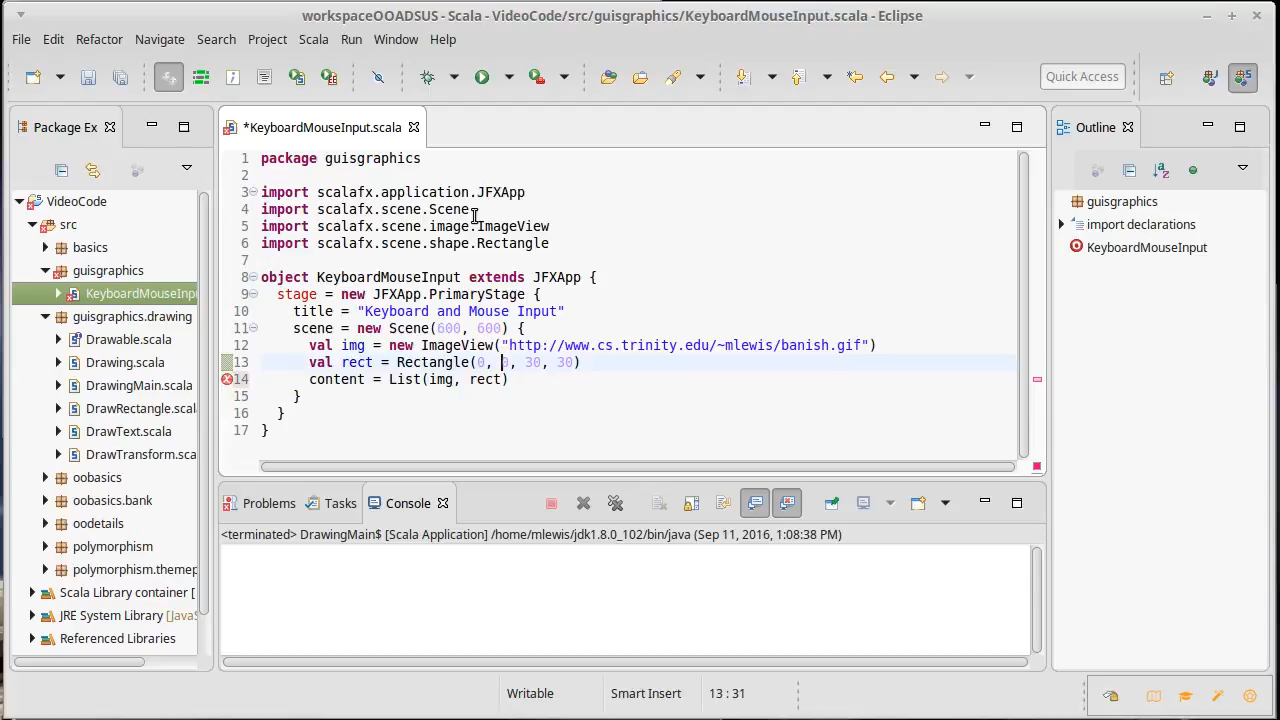 workspaceOOADSUS - Scala - VideoCode/src/guisgraphics/KeyboardMouseInput.scala - Eclipse
File Edit Refactor Navigate Search Project Scala Run Window Help
Quick Access
Package Ex
VideoCode
src
basics
guisgraphics
KeyboardMouseInp
guisgraphics.drawing
Drawable.scala
Drawing.scala
DrawingMain.scala
DrawRectangle.scal
DrawText.scala
DrawTransform.sca
oobasics
oobasics.bank
oodetails
polymorphism
polymorphism.themep
Scala Library container [
JRE System Library [Java
Referenced Libraries
*KeyboardMouseInput.scala
1 package guisgraphics
2
3 import scalafx.application.JFXApp
4 import scalafx.scene.Scene
5 import scalafx.scene.image.ImageView
6 import scalafx.scene.shape.Rectangle
7
8 object KeyboardMouseInput extends JFXApp {
9 stage = new JFXApp.PrimaryStage {
10 title = "Keyboard and Mouse Input"
11 scene = new Scene(600, 600) {
12 val img = new ImageView("http://www.cs.trinity.edu/~mlewis/banish.gif")
13 val rect = Rectangle(0, 0, 30, 30)
14 content = List(img, rect)
15 }
16 }
17 }
Problems Tasks Console
<terminated> DrawingMain$ [Scala Application] /home/mlewis/jdk1.8.0_102/bin/java (Sep 11, 2016, 1:08:38 PM)
Outline
guisgraphics
import declarations
KeyboardMouseInput
Writable Smart Insert 13 : 31